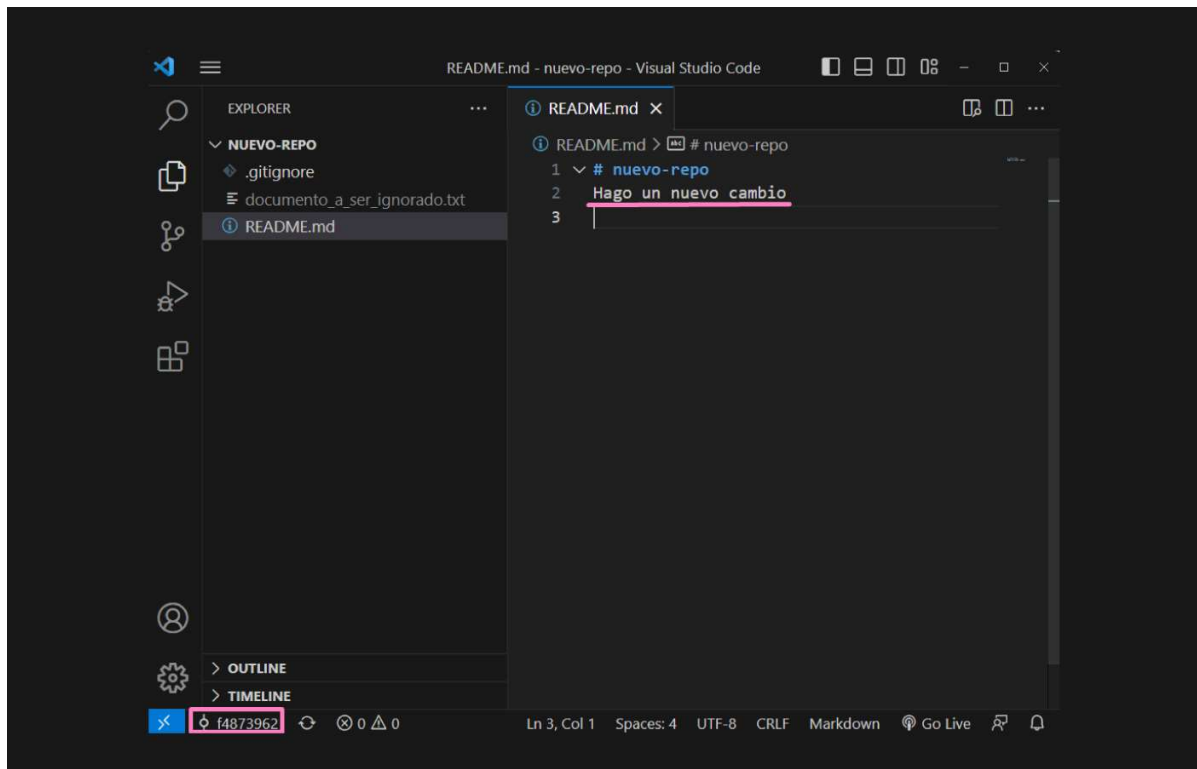 README.md - nuevo-repo - Visual Studio Code
EXPLORER
NUEVO-REPO
.gitignore
documento_a_ser_ignorado.txt
README.md
OUTLINE
TIMELINE
README.md
README.md > # nuevo-repo
1 # nuevo-repo
2 Hago un nuevo cambio
3
f4873962 0 0 Ln 3, Col 1 Spaces: 4 UTF-8 CRLF Markdown Go Live